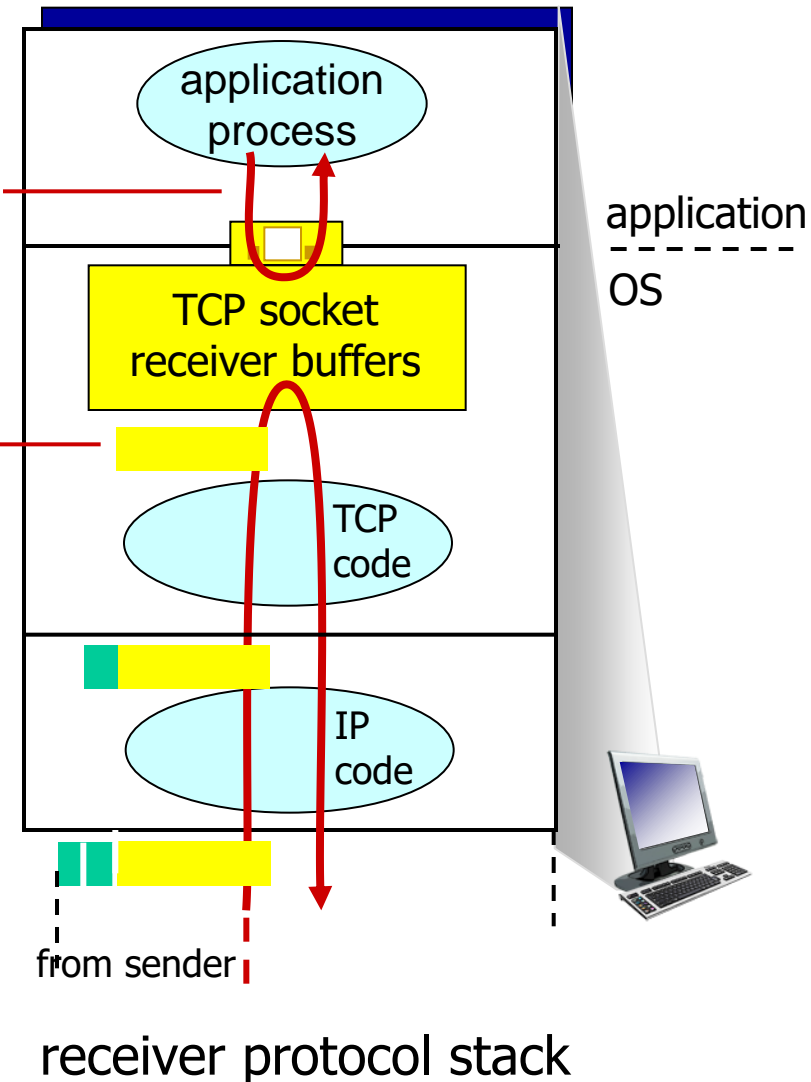 application
process
application
OS
TCP socket
receiver buffers
TCP
code
IP
code
from sender
receiver protocol stack